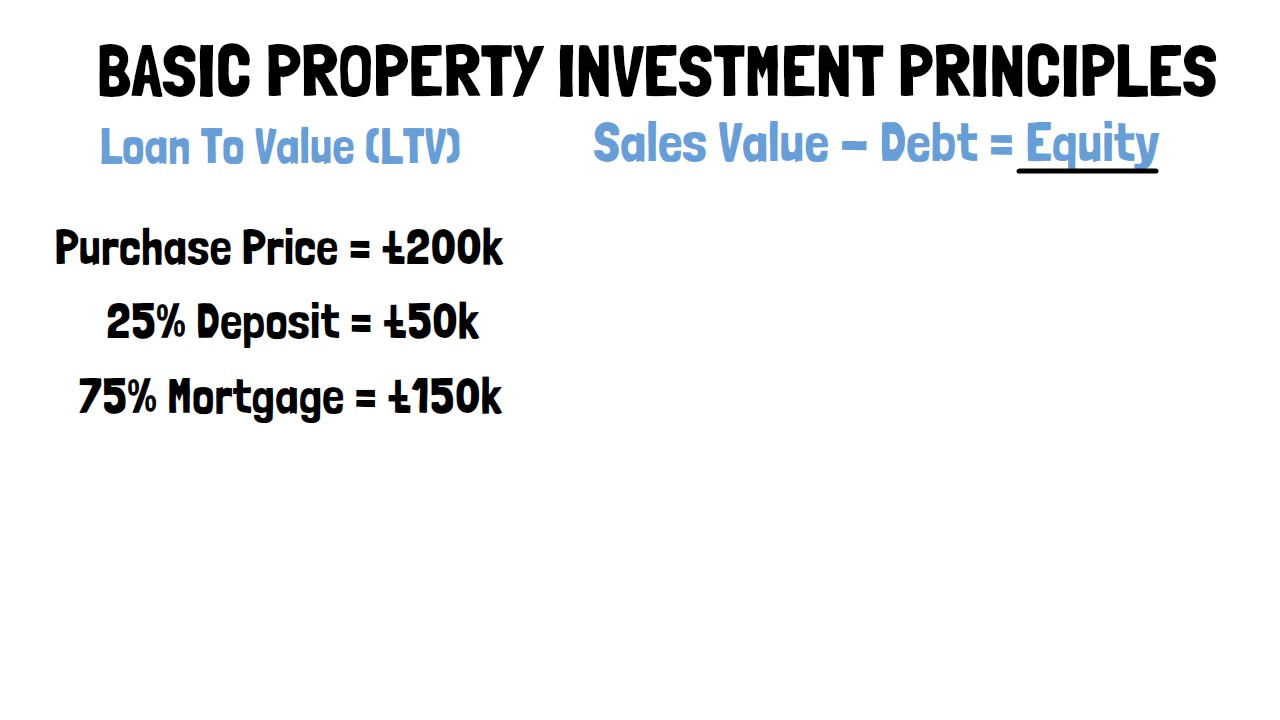 BASIC PROPERTY INVESTMENT PRINCIPLES
Loan To Value (LTV)
Sales Value - Debt = Equity
Purchase Price = £200k
25% Deposit = £50k
75% Mortgage = £150k